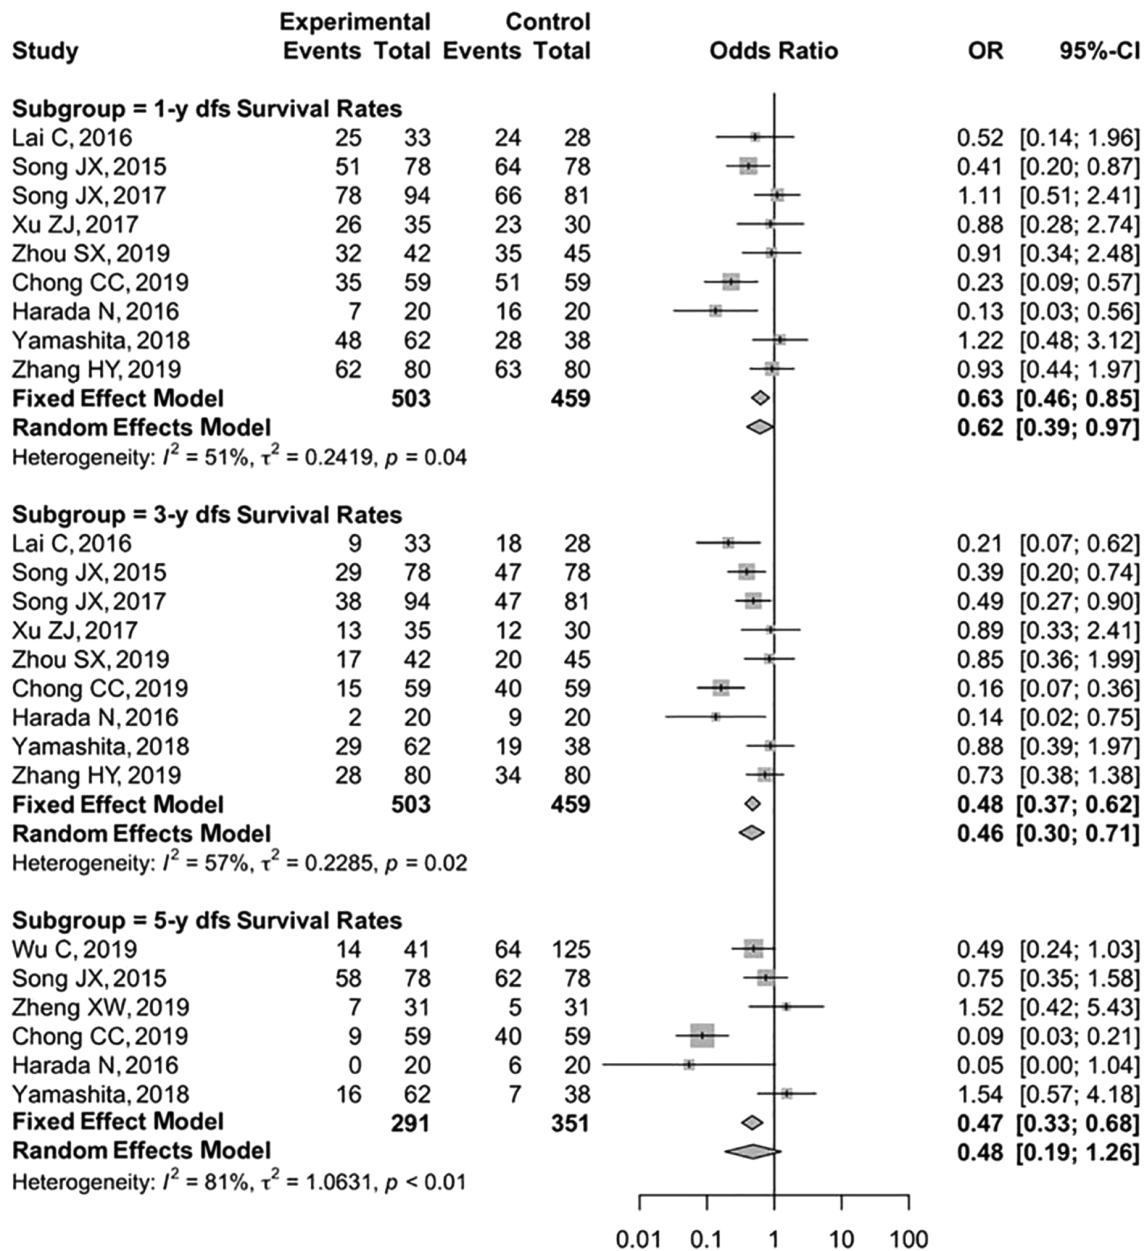 Experimental Control
Study Events Total Events Total Odds Ratio OR 95%-CI
Subgroup = 1-y dfs Survival Rates
Lai C, 2016 25 33 24 28 0.52 [0.14; 1.96]
Song JX, 2015 51 78 64 78 0.41 [0.20; 0.87]
Song JX, 2017 78 94 66 81 1.11 [0.51; 2.41]
Xu ZJ, 2017 26 35 23 30 0.88 [0.28; 2.74]
Zhou SX, 2019 32 42 35 45 0.91 [0.34; 2.48]
Chong CC, 2019 35 59 51 59 0.23 [0.09; 0.57]
Harada N, 2016 7 20 16 20 0.13 [0.03; 0.56]
Yamashita, 2018 48 62 28 38 1.22 [0.48; 3.12]
Zhang HY, 2019 62 80 63 80 0.93 [0.44; 1.97]
Fixed Effect Model 503 459 0.63 [0.46; 0.85]
Random Effects Model 0.62 [0.39; 0.97]
Heterogeneity: I² = 51%, τ² = 0.2419, p = 0.04
Subgroup = 3-y dfs Survival Rates
Lai C, 2016 9 33 18 28 0.21 [0.07; 0.62]
Song JX, 2015 29 78 47 78 0.39 [0.20; 0.74]
Song JX, 2017 38 94 47 81 0.49 [0.27; 0.90]
Xu ZJ, 2017 13 35 12 30 0.89 [0.33; 2.41]
Zhou SX, 2019 17 42 20 45 0.85 [0.36; 1.99]
Chong CC, 2019 15 59 40 59 0.16 [0.07; 0.36]
Harada N, 2016 2 20 9 20 0.14 [0.02; 0.75]
Yamashita, 2018 29 62 19 38 0.88 [0.39; 1.97]
Zhang HY, 2019 28 80 34 80 0.73 [0.38; 1.38]
Fixed Effect Model 503 459 0.48 [0.37; 0.62]
Random Effects Model 0.46 [0.30; 0.71]
Heterogeneity: I² = 57%, τ² = 0.2285, p = 0.02
Subgroup = 5-y dfs Survival Rates
Wu C, 2019 14 41 64 125 0.49 [0.24; 1.03]
Song JX, 2015 58 78 62 78 0.75 [0.35; 1.58]
Zheng XW, 2019 7 31 5 31 1.52 [0.42; 5.43]
Chong CC, 2019 9 59 40 59 0.09 [0.03; 0.21]
Harada N, 2016 0 20 6 20 0.05 [0.00; 1.04]
Yamashita, 2018 16 62 7 38 1.54 [0.57; 4.18]
Fixed Effect Model 291 351 0.47 [0.33; 0.68]
Random Effects Model 0.48 [0.19; 1.26]
Heterogeneity: I² = 81%, τ² = 1.0631, p < 0.01
0.01 0.1 1 10 100